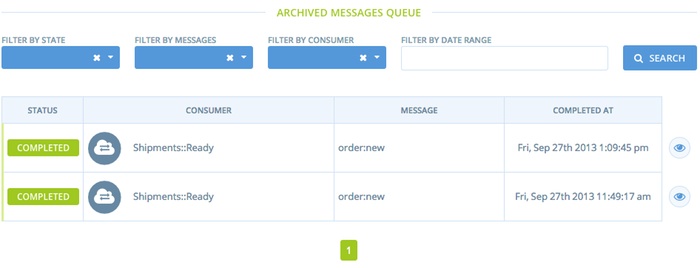 ARCHIVED MESSAGES QUEUE
FILTER BY STATE FILTER BY MESSAGES FILTER BY CONSUMER FILTER BY DATE RANGE
SEARCH
STATUS CONSUMER MESSAGE COMPLETED AT
COMPLETED Shipments::Ready order:new Fri, Sep 27th 2013 1:09:45 pm
COMPLETED Shipments::Ready order:new Fri, Sep 27th 2013 11:49:17 am
1